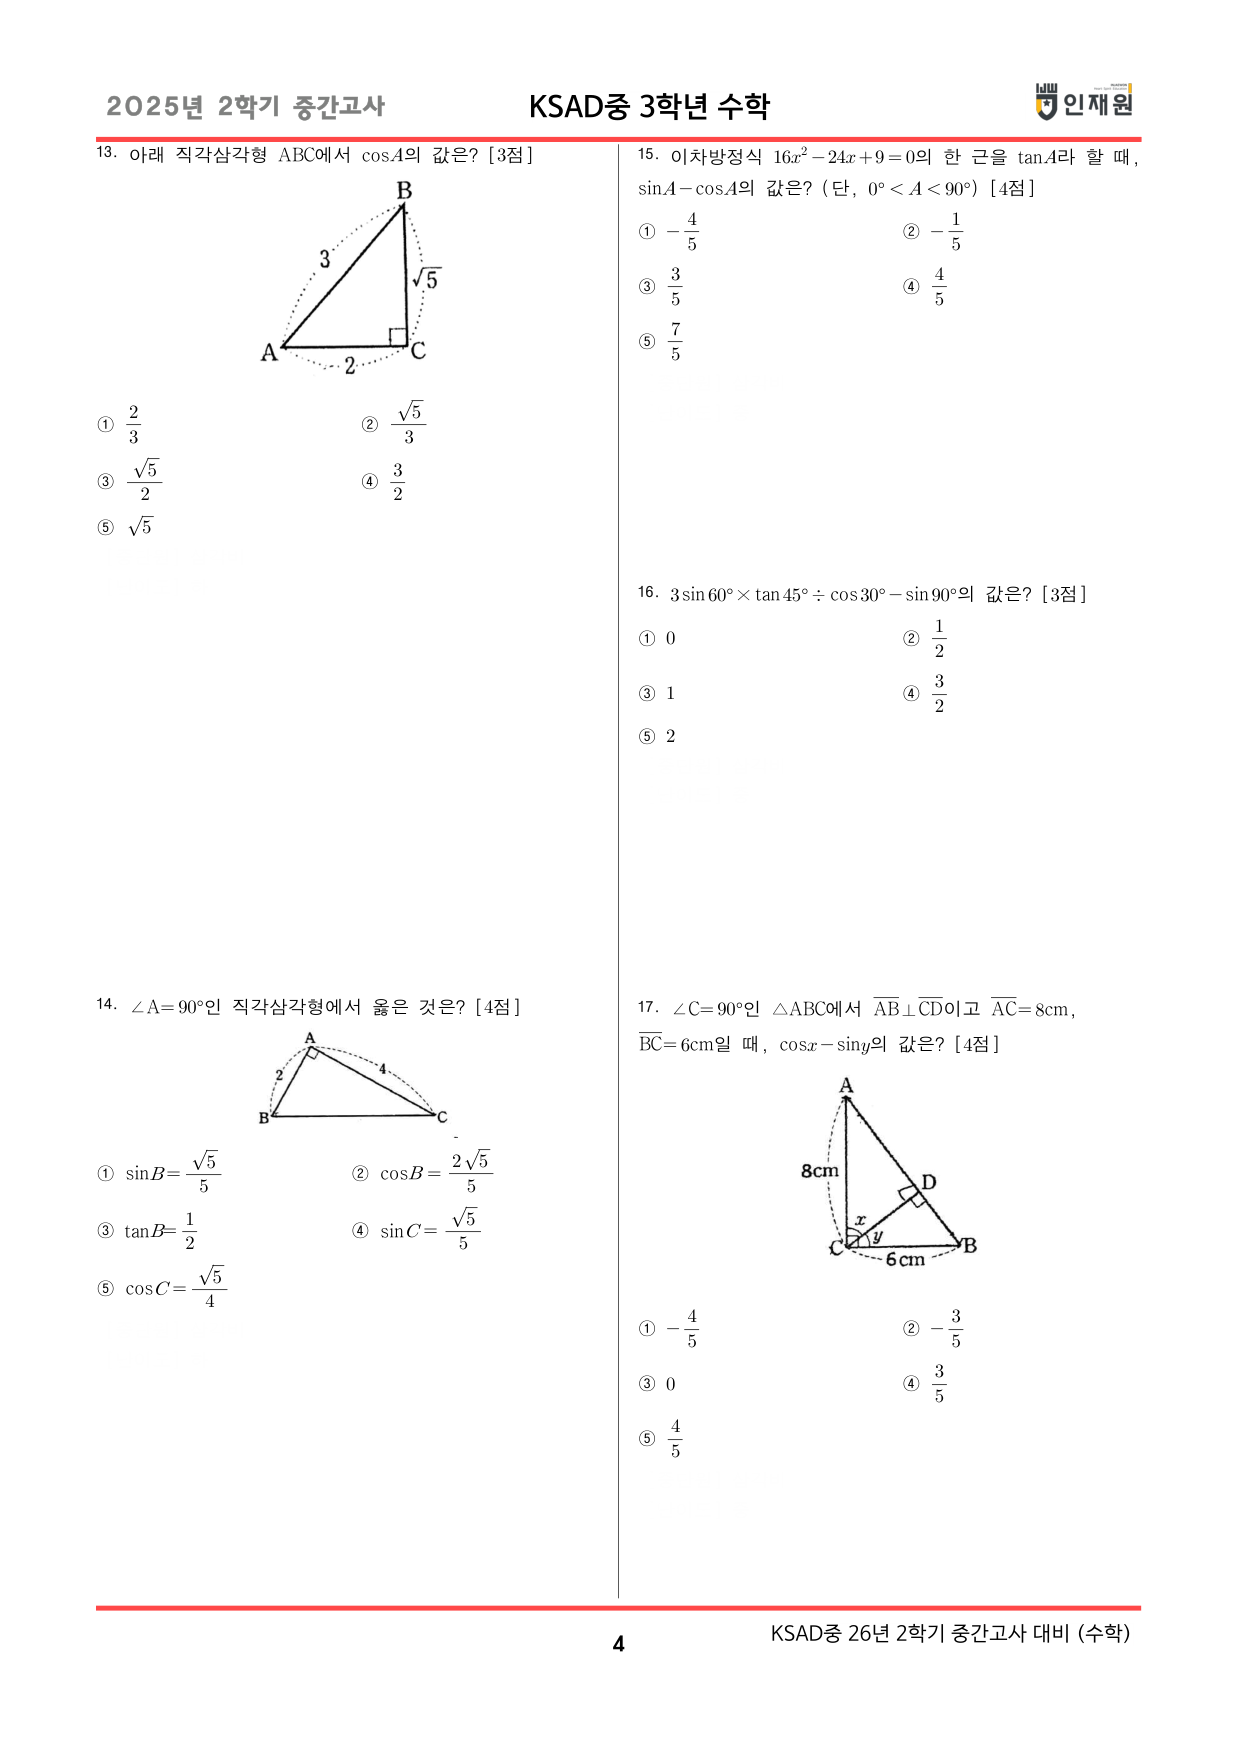 2025년 2학기 중간고사
KSAD중 3학년 수학
인재원
13. 아래 직각삼각형 ABC에서 cosA의 값은? [3점]
B
3
√5
A
C
2
① 2/3
② √5/3
③ √5/2
④ 3/2
⑤ √5
14. ∠A=90°인 직각삼각형에서 옳은 것은? [4점]
A
2
4
B
C
① sinB=√5/5
② cosB=2√5/5
③ tanB=1/2
④ sinC=√5/5
⑤ cosC=√5/4
15. 이차방정식 16x²-24x+9=0의 한 근을 tanA라 할 때,
sinA-cosA의 값은? (단, 0°<A<90°) [4점]
① -4/5
② -1/5
③ 3/5
④ 4/5
⑤ 7/5
16. 3sin60°×tan45°÷cos30°-sin90°의 값은? [3점]
① 0
② 1/2
③ 1
④ 3/2
⑤ 2
17. ∠C=90°인 △ABC에서 A̅B̅⊥C̅D̅이고 A̅C̅=8cm,
B̅C̅=6cm일 때, cosx-siny의 값은? [4점]
A
8cm
D
x
y
C
B
6cm
① -4/5
② -3/5
③ 0
④ 3/5
⑤ 4/5
4
KSAD중 26년 2학기 중간고사 대비 (수학)